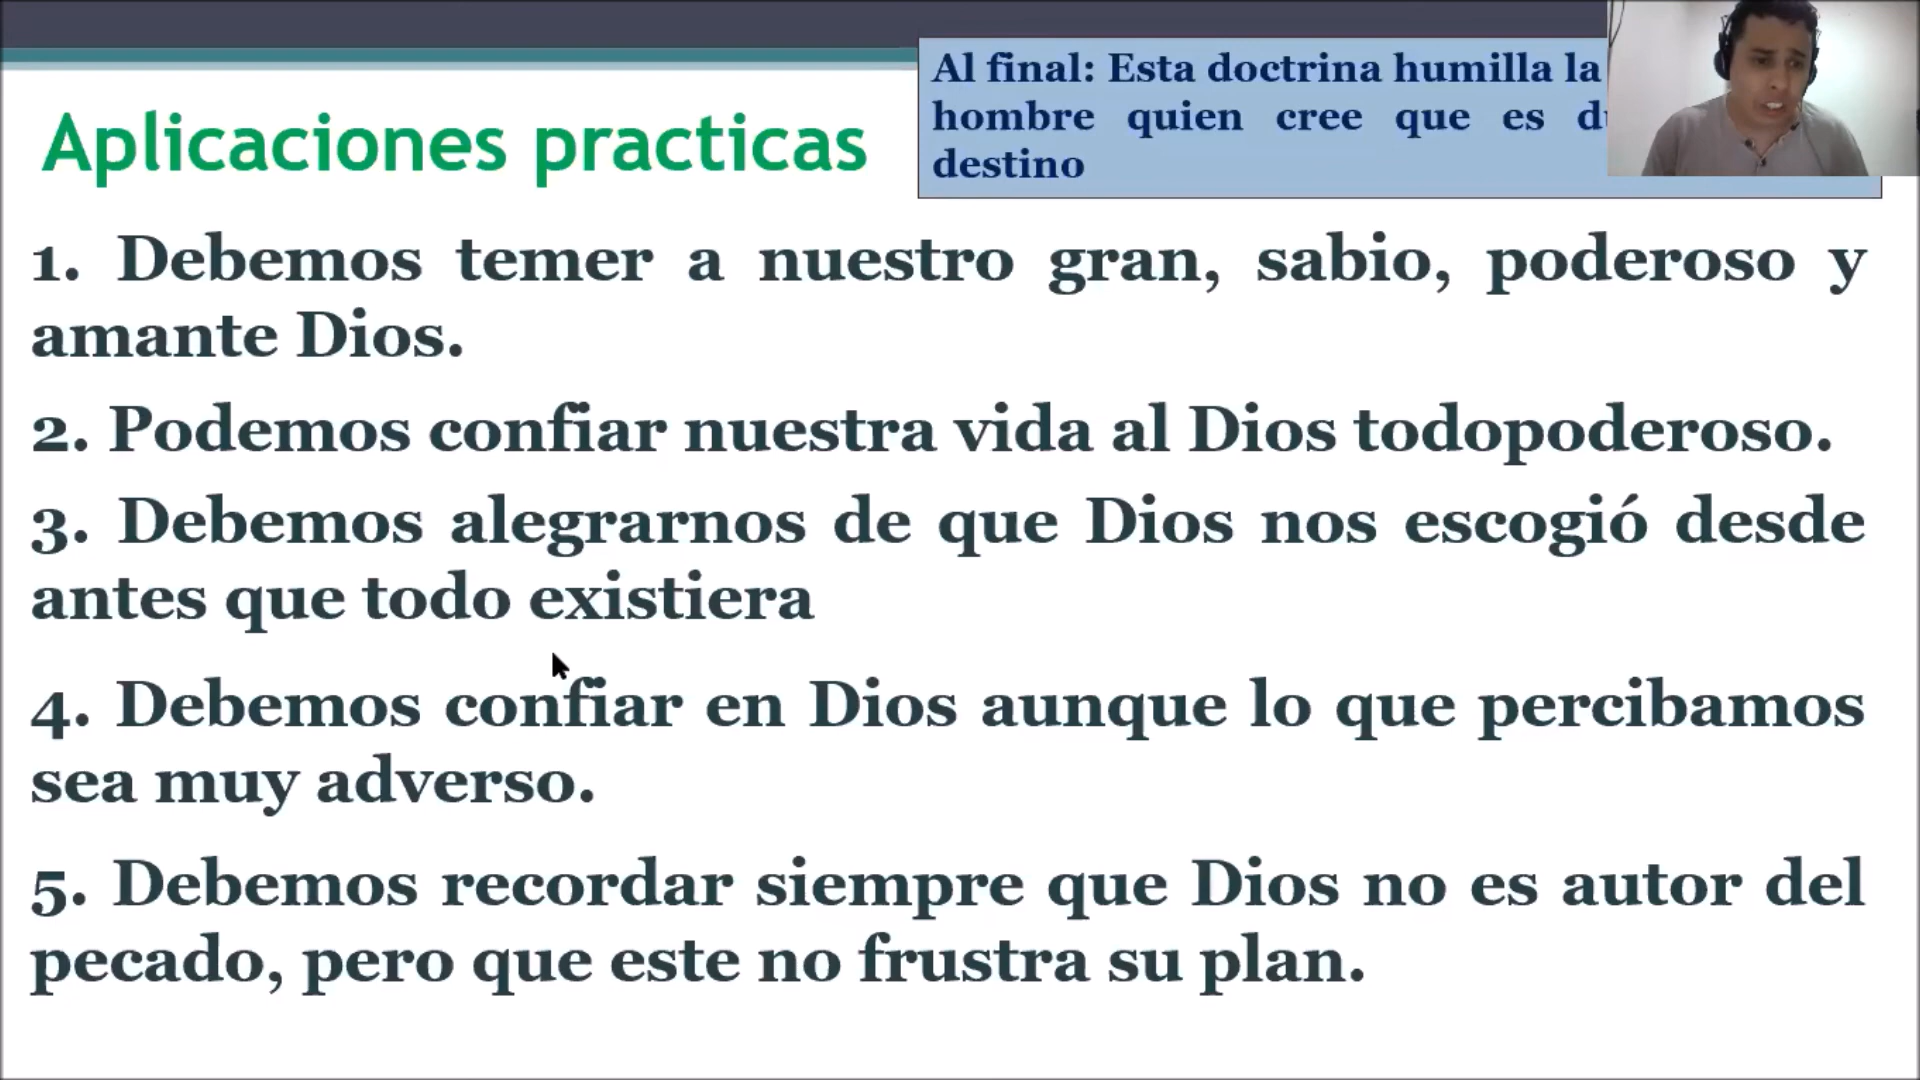 Aplicaciones practicas
Al final: Esta doctrina humilla la
hombre quien cree que es
destino
1. Debemos temer a nuestro gran, sabio, poderoso y
amante Dios.
2. Podemos confiar nuestra vida al Dios todopoderoso.
3. Debemos alegrarnos de que Dios nos escogió desde
antes que todo existiera
4. Debemos confiar en Dios aunque lo que percibamos
sea muy adverso.
5. Debemos recordar siempre que Dios no es autor del
pecado, pero que este no frustra su plan.